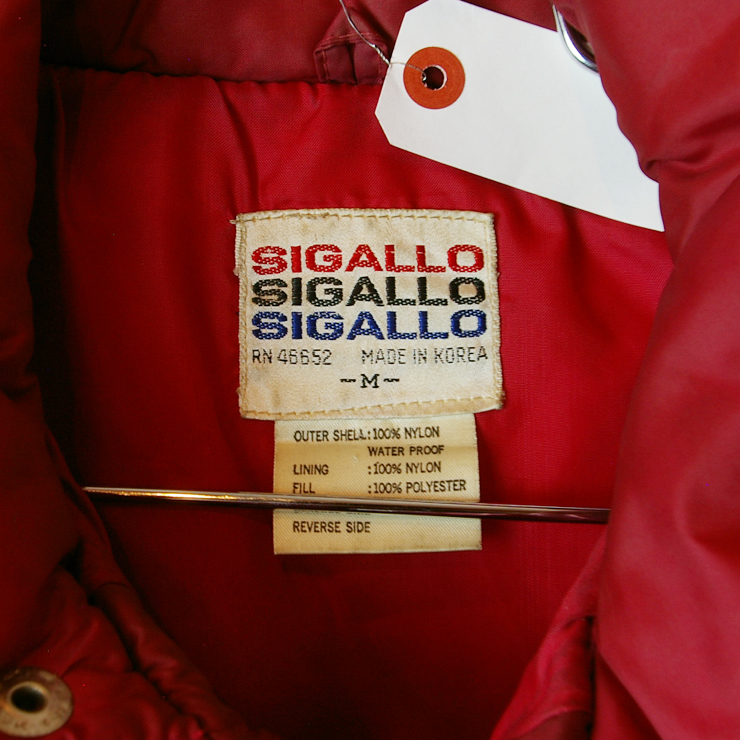 SIGALLO
SIGALLO
SIGALLO
RN 46652 MADE IN KOREA
~M~
OUTER SHELL: 100% NYLON
WATER PROOF
LINING : 100% NYLON
FILL : 100% POLYESTER
REVERSE SIDE